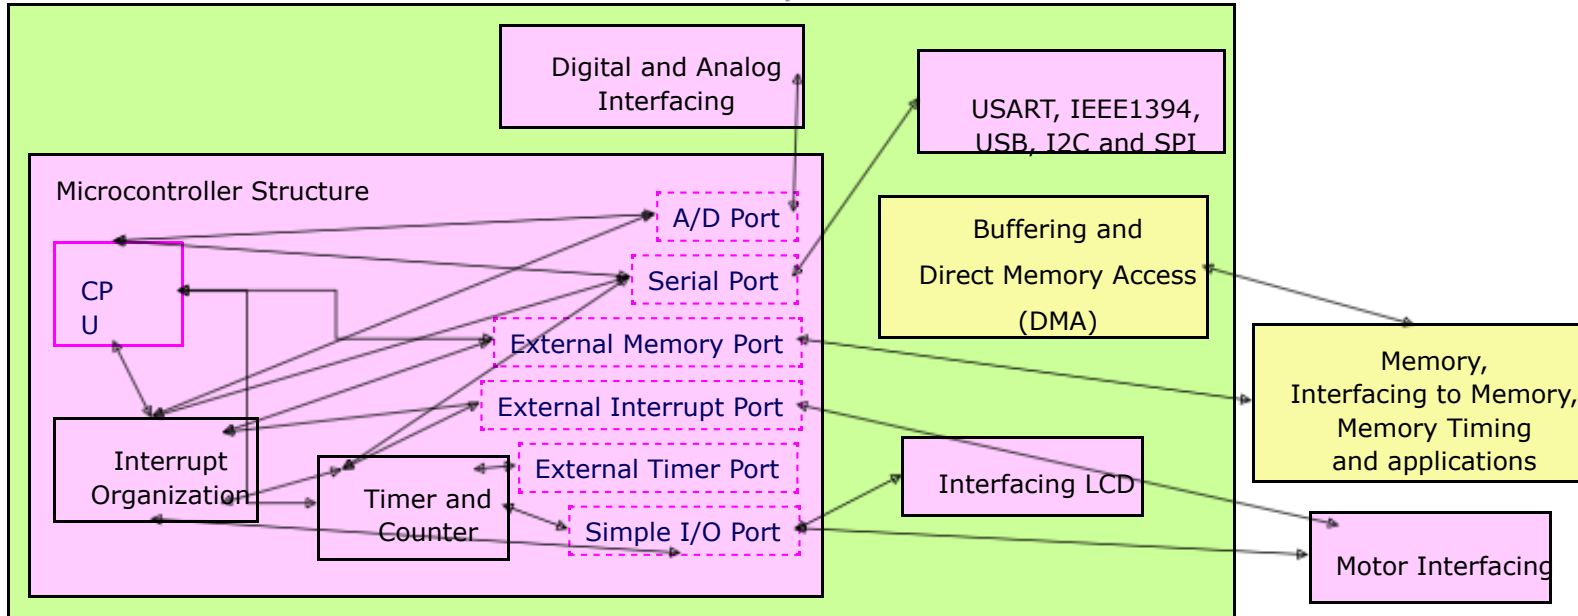 Digital and Analog
Interfacing
USART, IEEE1394,
USB, I2C and SPI
Microcontroller Structure
A/D Port
Buffering and
Direct Memory Access
(DMA)
Serial Port
CP
U
External Memory Port
Memory,
Interfacing to Memory,
Memory Timing
and applications
External Interrupt Port
Interrupt
Organization
External Timer Port
Timer and
Counter
Interfacing LCD
Simple I/O Port
Motor Interfacing